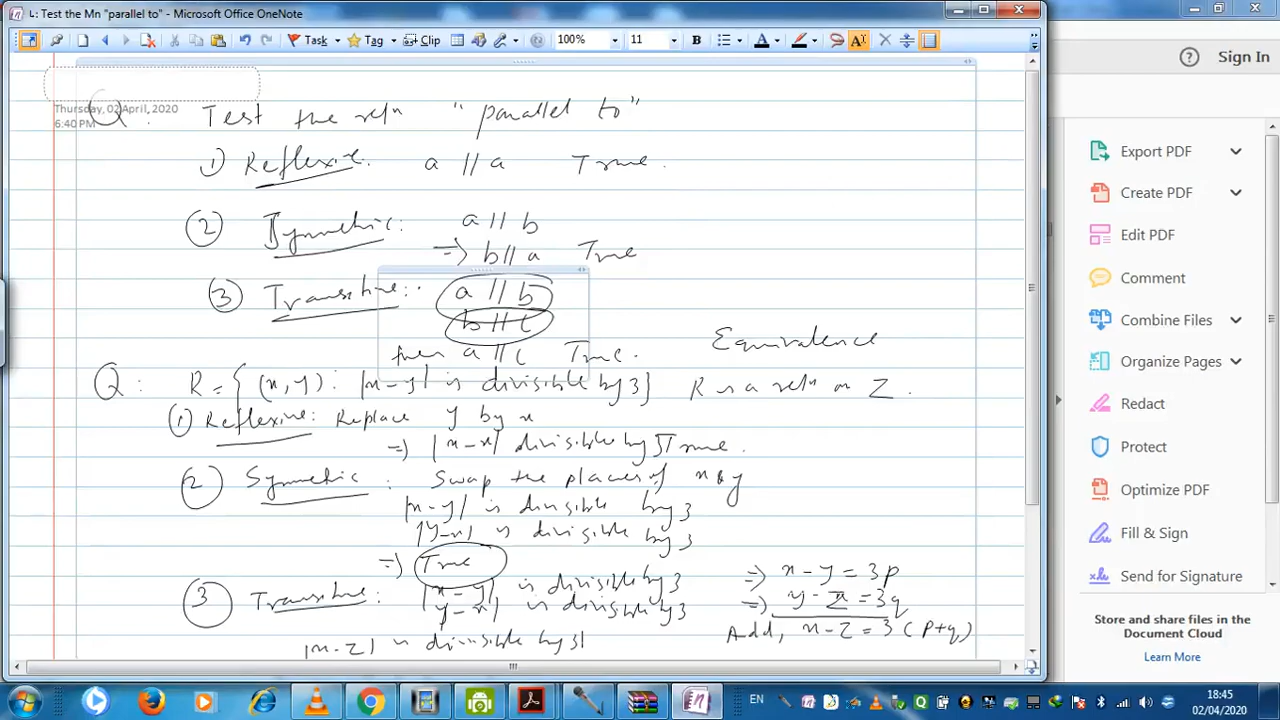 L: Test the Mn "parallel to" - Microsoft Office OneNote
Task Tag Clip 100% 11 B A
Thursday, 02 April, 2020
6:40 PM
Q: Test the reln "parallel to"
1) Reflexive. a // a True.
2 Symmetric: a // b
=> b // a True
3 Transitive: a // b
b // c
then a // c True.
Equivalence
Q: R = { (x, y) : |x-y| is divisible by 3} R is a reln on Z.
(1) Reflexive: Replace y by x
=> |x-x| divisible by 3 True.
2 Symmetric: Swap the places of x & y
|x-y| is divisible by 3
|y-x| is divisible by 3
=> True
3 Transitive: |x-y| is divisible by 3 => x-y = 3p
is divisible by 3 => y-z = 3q
Add, x-z = 3(p+q)
|x-z| is divisible by 3
Sign In
Export PDF
Create PDF
Edit PDF
Comment
Combine Files
Organize Pages
Redact
Protect
Optimize PDF
Fill & Sign
Send for Signature
Store and share files in the
Document Cloud
Learn More
EN
18:45
02/04/2020